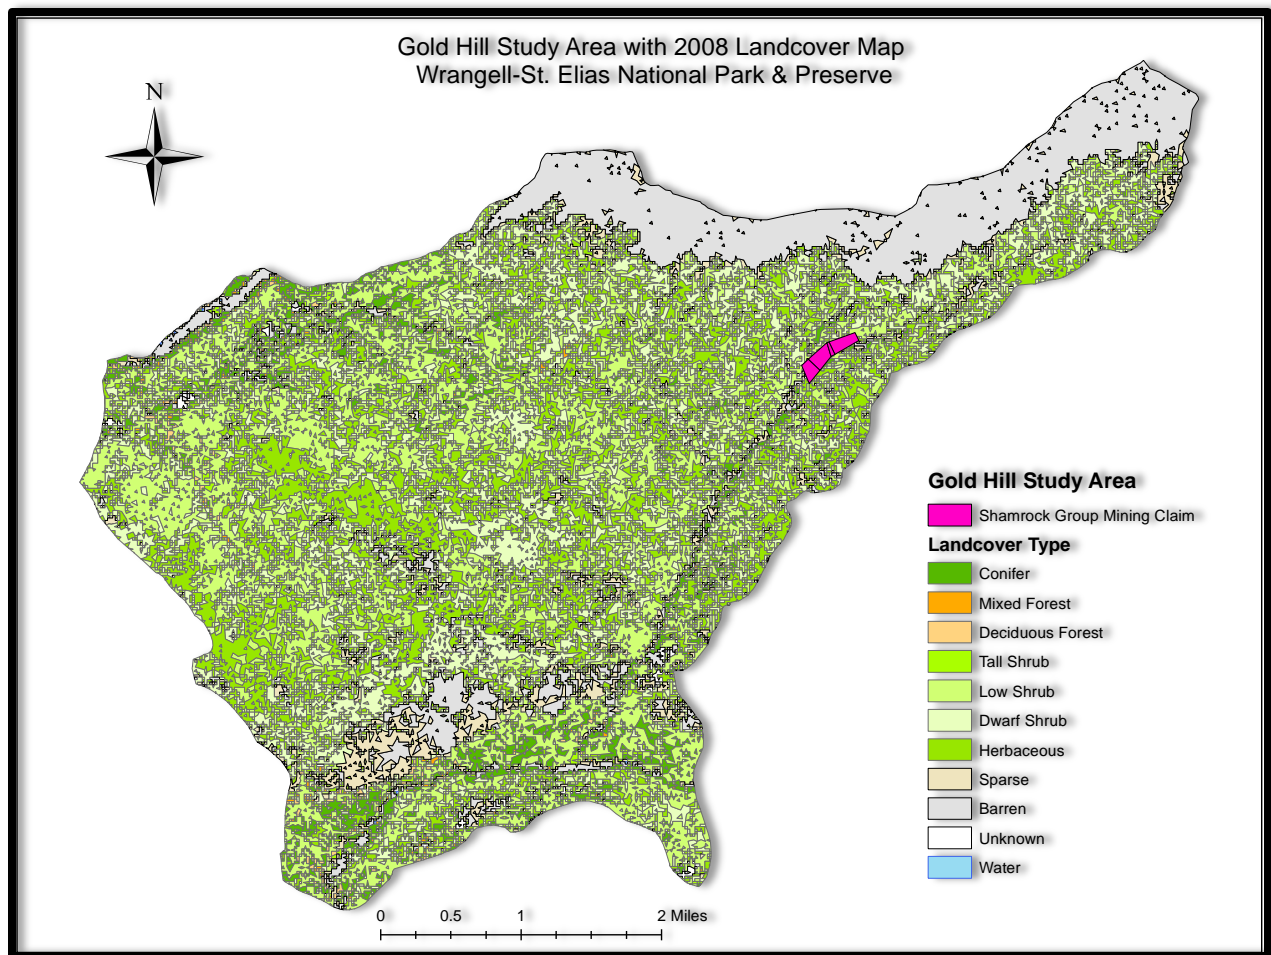 Gold Hill Study Area with 2008 Landcover Map
Wrangell-St. Elias National Park & Preserve
N
Gold Hill Study Area
Shamrock Group Mining Claim
Landcover Type
Conifer
Mixed Forest
Deciduous Forest
Tall Shrub
Low Shrub
Dwarf Shrub
Herbaceous
Sparse
Barren
Unknown
Water
0 0.5 1 2 Miles